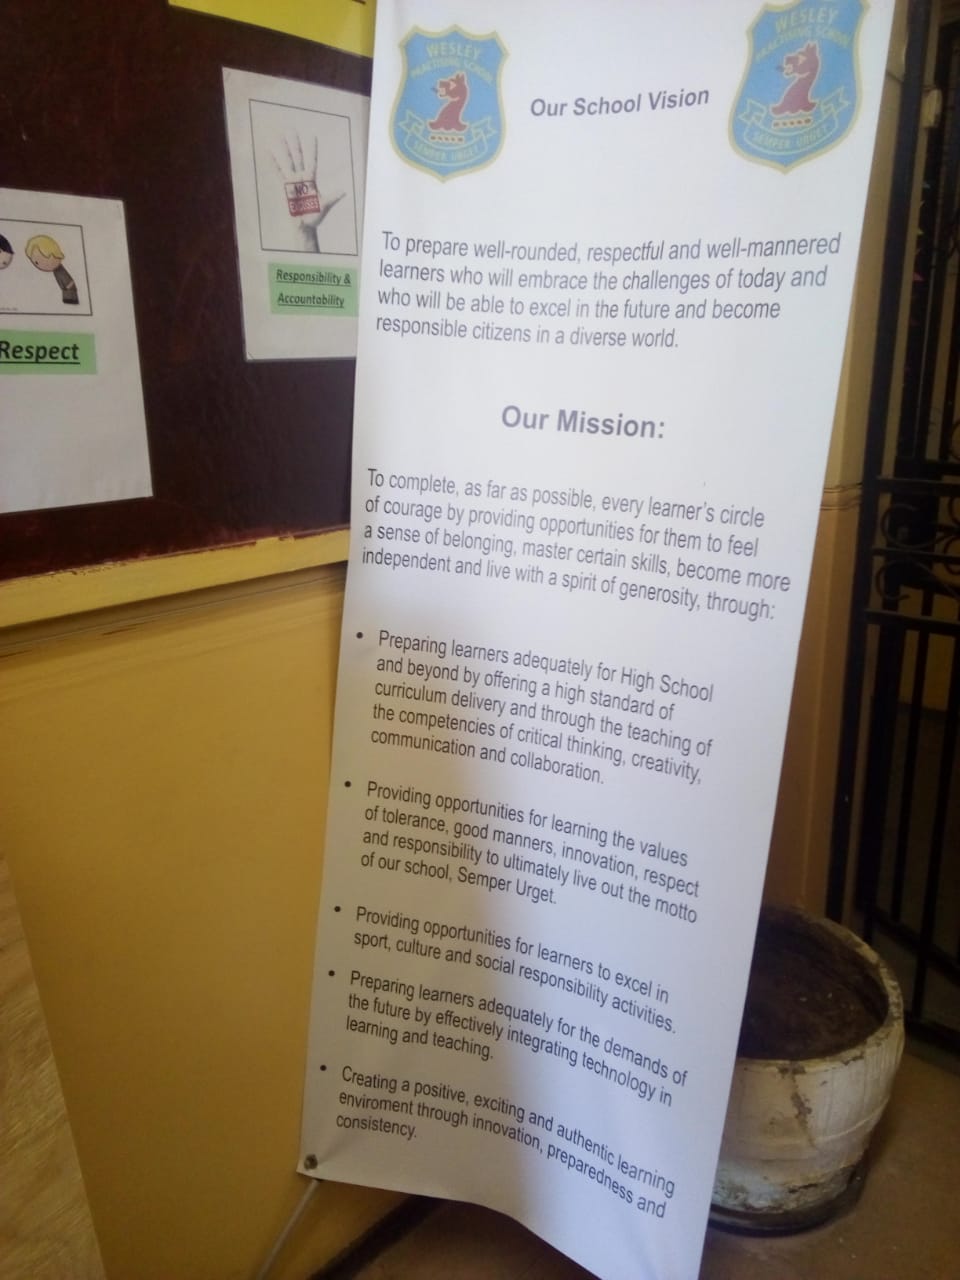 WESLEY
PRACTISING SCHOOL
SEMPER URGET
WESLEY
PRACTISING SCHOOL
SEMPER URGET
Our School Vision
NO
EXCUSES
Responsibility &
Accountability
Respect
To prepare well-rounded, respectful and well-mannered
learners who will embrace the challenges of today and
who will be able to excel in the future and become
responsible citizens in a diverse world.
Our Mission:
To complete, as far as possible, every learner's circle
of courage by providing opportunities for them to feel
a sense of belonging, master certain skills, become more
independent and live with a spirit of generosity, through:
• Preparing learners adequately for High School
and beyond by offering a high standard of
curriculum delivery and through the teaching of
the competencies of critical thinking, creativity,
communication and collaboration.
• Providing opportunities for learning the values
of tolerance, good manners, innovation, respect
and responsibility to ultimately live out the motto
of our school, Semper Urget.
• Providing opportunities for learners to excel in
sport, culture and social responsibility activities.
• Preparing learners adequately for the demands of
the future by effectively integrating technology in
learning and teaching.
• Creating a positive, exciting and authentic learning
enviroment through innovation, preparedness and
consistency.